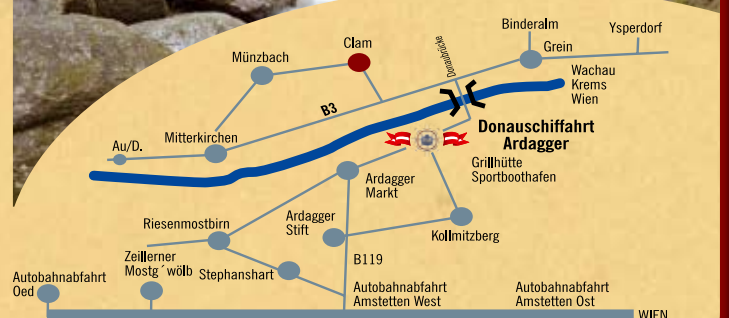 Binderalm
Ysperdorf
Clam
Grein
Münzbach
Donaubrücke
Wachau
Krems
Wien
B3
Donauschiffahrt
Ardagger
Mitterkirchen
Au/D.
Grillhütte
Sportboothafen
Ardagger
Markt
Ardagger
Stift
Riesenmostbirn
Kollmitzberg
Zeillerner
Mostg´wölb
B119
Stephanshart
Autobahnabfahrt
Oed
Autobahnabfahrt
Amstetten West
Autobahnabfahrt
Amstetten Ost
WIEN